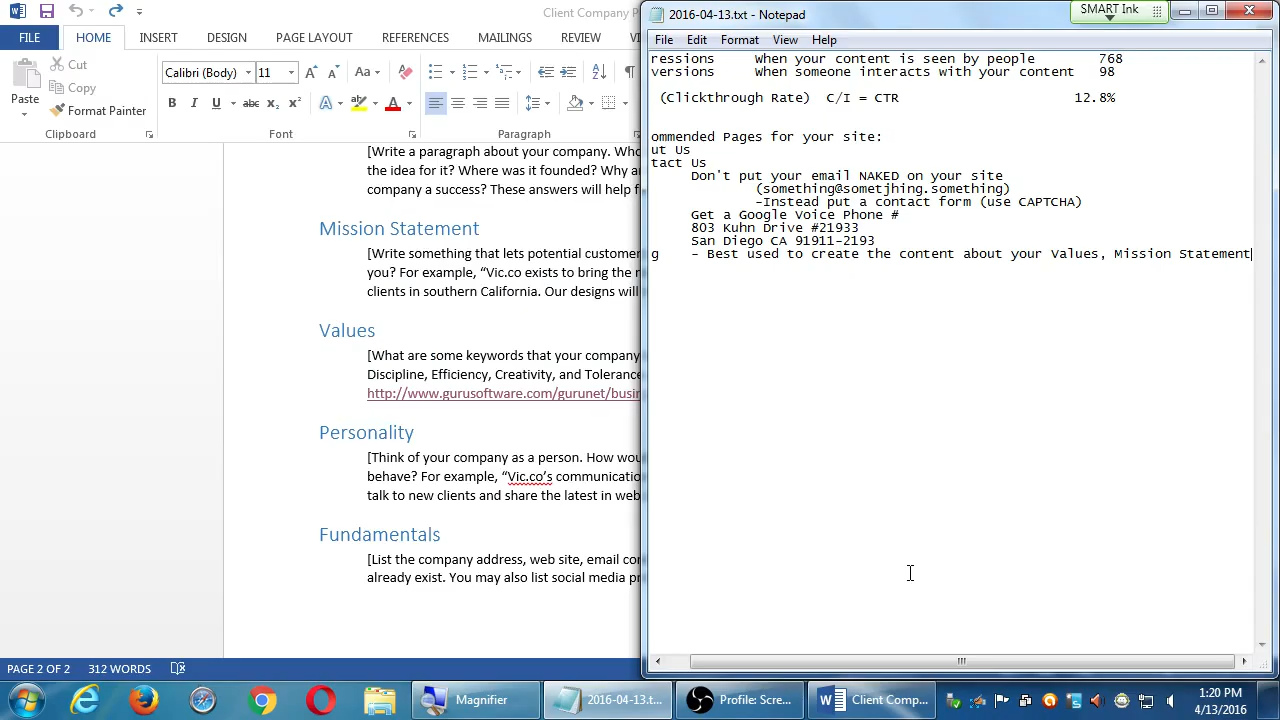 Client Company P
FILE HOME INSERT DESIGN PAGE LAYOUT REFERENCES MAILINGS REVIEW
Paste
Cut
Copy
Format Painter
Calibri (Body) 11
Clipboard Font Paragraph
[Write a paragraph about your company. Who
the idea for it? Where was it founded? Why a
company a success? These answers will help f
Mission Statement
[Write something that lets potential customer
you? For example, “Vic.co exists to bring the
clients in southern California. Our designs will
Values
[What are some keywords that your company
Discipline, Efficiency, Creativity, and Tolerance
http://www.gurusoftware.com/gurunet/busi
Personality
[Think of your company as a person. How wou
behave? For example, “Vic.co’s communicatio
talk to new clients and share the latest in web
Fundamentals
[List the company address, web site, email co
already exist. You may also list social media p
PAGE 2 OF 2 312 WORDS
2016-04-13.txt - Notepad
SMART Ink
File Edit Format View Help
ressions When your content is seen by people 768
versions When someone interacts with your content 98
(Clickthrough Rate) C/I = CTR 12.8%
ommended Pages for your site:
ut Us
tact Us
Don't put your email NAKED on your site
(something@sometjhing.something)
-Instead put a contact form (use CAPTCHA)
Get a Google Voice Phone #
803 Kuhn Drive #21933
San Diego CA 91911-2193
g - Best used to create the content about your Values, Mission Statement
Magnifier
2016-04-13.t...
Profile: Scre...
Client Comp...
1:20 PM
4/13/2016